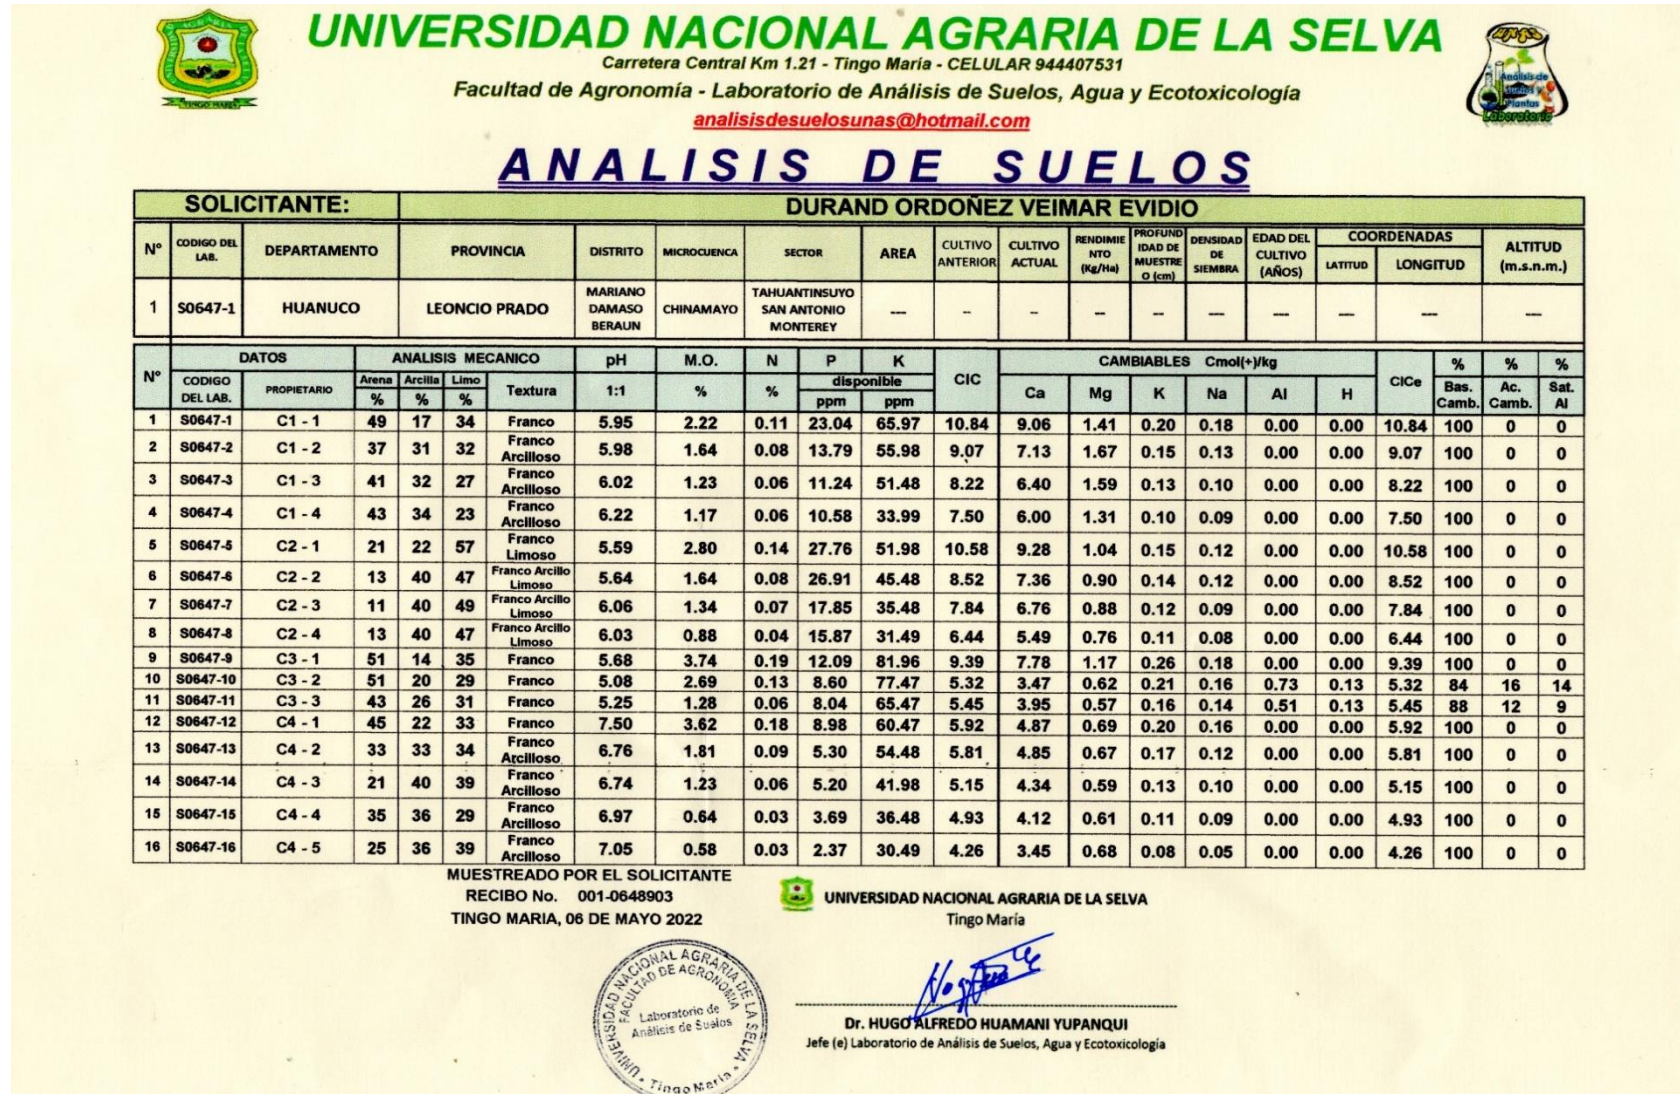 UNIVERSIDAD NACIONAL AGRARIA DE LA SELVA
Carretera Central Km 1.21 - Tingo María - CELULAR 944407531
Facultad de Agronomía - Laboratorio de Análisis de Suelos, Agua y Ecotoxicología
analisisdesuelosunas@hotmail.com
TINGO MARIA
Análisis de Suelos y Plantas Laboratorio
ANALISIS DE SUELOS
SOLICITANTE: DURAND ORDOÑEZ VEIMAR EVIDIO
N° CODIGO DEL LAB. DEPARTAMENTO PROVINCIA DISTRITO MICROCUENCA SECTOR AREA CULTIVO ANTERIOR CULTIVO ACTUAL RENDIMIENTO (Kg/Ha) PROFUNDIDAD DE MUESTREO (cm) DENSIDAD DE SIEMBRA EDAD DEL CULTIVO (AÑOS) COORDENADAS LATITUD LONGITUD ALTITUD (m.s.n.m.)
1 S0647-1 HUANUCO LEONCIO PRADO MARIANO DAMASO BERAUN CHINAMAYO TAHUANTINSUYO SAN ANTONIO MONTEREY --- -- -- --- -- --- --- --- --- ---
N° DATOS ANALISIS MECANICO pH M.O. N P K CIC CAMBIABLES Cmol(+)/kg CICe % % %
CODIGO DEL LAB. PROPIETARIO Arena Arcilla Limo Textura 1:1 % % disponible Ca Mg K Na Al H Bas. Camb. Ac. Camb. Sat. Al
% % % ppm ppm
1 S0647-1 C1 - 1 49 17 34 Franco 5.95 2.22 0.11 23.04 65.97 10.84 9.06 1.41 0.20 0.18 0.00 0.00 10.84 100 0 0
2 S0647-2 C1 - 2 37 31 32 Franco Arcilloso 5.98 1.64 0.08 13.79 55.98 9.07 7.13 1.67 0.15 0.13 0.00 0.00 9.07 100 0 0
3 S0647-3 C1 - 3 41 32 27 Franco Arcilloso 6.02 1.23 0.06 11.24 51.48 8.22 6.40 1.59 0.13 0.10 0.00 0.00 8.22 100 0 0
4 S0647-4 C1 - 4 43 34 23 Franco Arcilloso 6.22 1.17 0.06 10.58 33.99 7.50 6.00 1.31 0.10 0.09 0.00 0.00 7.50 100 0 0
5 S0647-5 C2 - 1 21 22 57 Franco Limoso 5.59 2.80 0.14 27.76 51.98 10.58 9.28 1.04 0.15 0.12 0.00 0.00 10.58 100 0 0
6 S0647-6 C2 - 2 13 40 47 Franco Arcillo Limoso 5.64 1.64 0.08 26.91 45.48 8.52 7.36 0.90 0.14 0.12 0.00 0.00 8.52 100 0 0
7 S0647-7 C2 - 3 11 40 49 Franco Arcillo Limoso 6.06 1.34 0.07 17.85 35.48 7.84 6.76 0.88 0.12 0.09 0.00 0.00 7.84 100 0 0
8 S0647-8 C2 - 4 13 40 47 Franco Arcillo Limoso 6.03 0.88 0.04 15.87 31.49 6.44 5.49 0.76 0.11 0.08 0.00 0.00 6.44 100 0 0
9 S0647-9 C3 - 1 51 14 35 Franco 5.68 3.74 0.19 12.09 81.96 9.39 7.78 1.17 0.26 0.18 0.00 0.00 9.39 100 0 0
10 S0647-10 C3 - 2 51 20 29 Franco 5.08 2.69 0.13 8.60 77.47 5.32 3.47 0.62 0.21 0.16 0.73 0.13 5.32 84 16 14
11 S0647-11 C3 - 3 43 26 31 Franco 5.25 1.28 0.06 8.04 65.47 5.45 3.95 0.57 0.16 0.14 0.51 0.13 5.45 88 12 9
12 S0647-12 C4 - 1 45 22 33 Franco 7.50 3.62 0.18 8.98 60.47 5.92 4.87 0.69 0.20 0.16 0.00 0.00 5.92 100 0 0
13 S0647-13 C4 - 2 33 33 34 Franco Arcilloso 6.76 1.81 0.09 5.30 54.48 5.81 4.85 0.67 0.17 0.12 0.00 0.00 5.81 100 0 0
14 S0647-14 C4 - 3 21 40 39 Franco Arcilloso 6.74 1.23 0.06 5.20 41.98 5.15 4.34 0.59 0.13 0.10 0.00 0.00 5.15 100 0 0
15 S0647-15 C4 - 4 35 36 29 Franco Arcilloso 6.97 0.64 0.03 3.69 36.48 4.93 4.12 0.61 0.11 0.09 0.00 0.00 4.93 100 0 0
16 S0647-16 C4 - 5 25 36 39 Franco Arcilloso 7.05 0.58 0.03 2.37 30.49 4.26 3.45 0.68 0.08 0.05 0.00 0.00 4.26 100 0 0
MUESTREADO POR EL SOLICITANTE
RECIBO No. 001-0648903
TINGO MARIA, 06 DE MAYO 2022
UNIVERSIDAD NACIONAL AGRARIA DE LA SELVA
Tingo María
UNIVERSIDAD NACIONAL AGRARIA DE LA SELVA
FACULTAD DE AGRONOMIA
Laboratorio de
Análisis de Suelos
Tingo María
Dr. HUGO ALFREDO HUAMANI YUPANQUI
Jefe (e) Laboratorio de Análisis de Suelos, Agua y Ecotoxicología